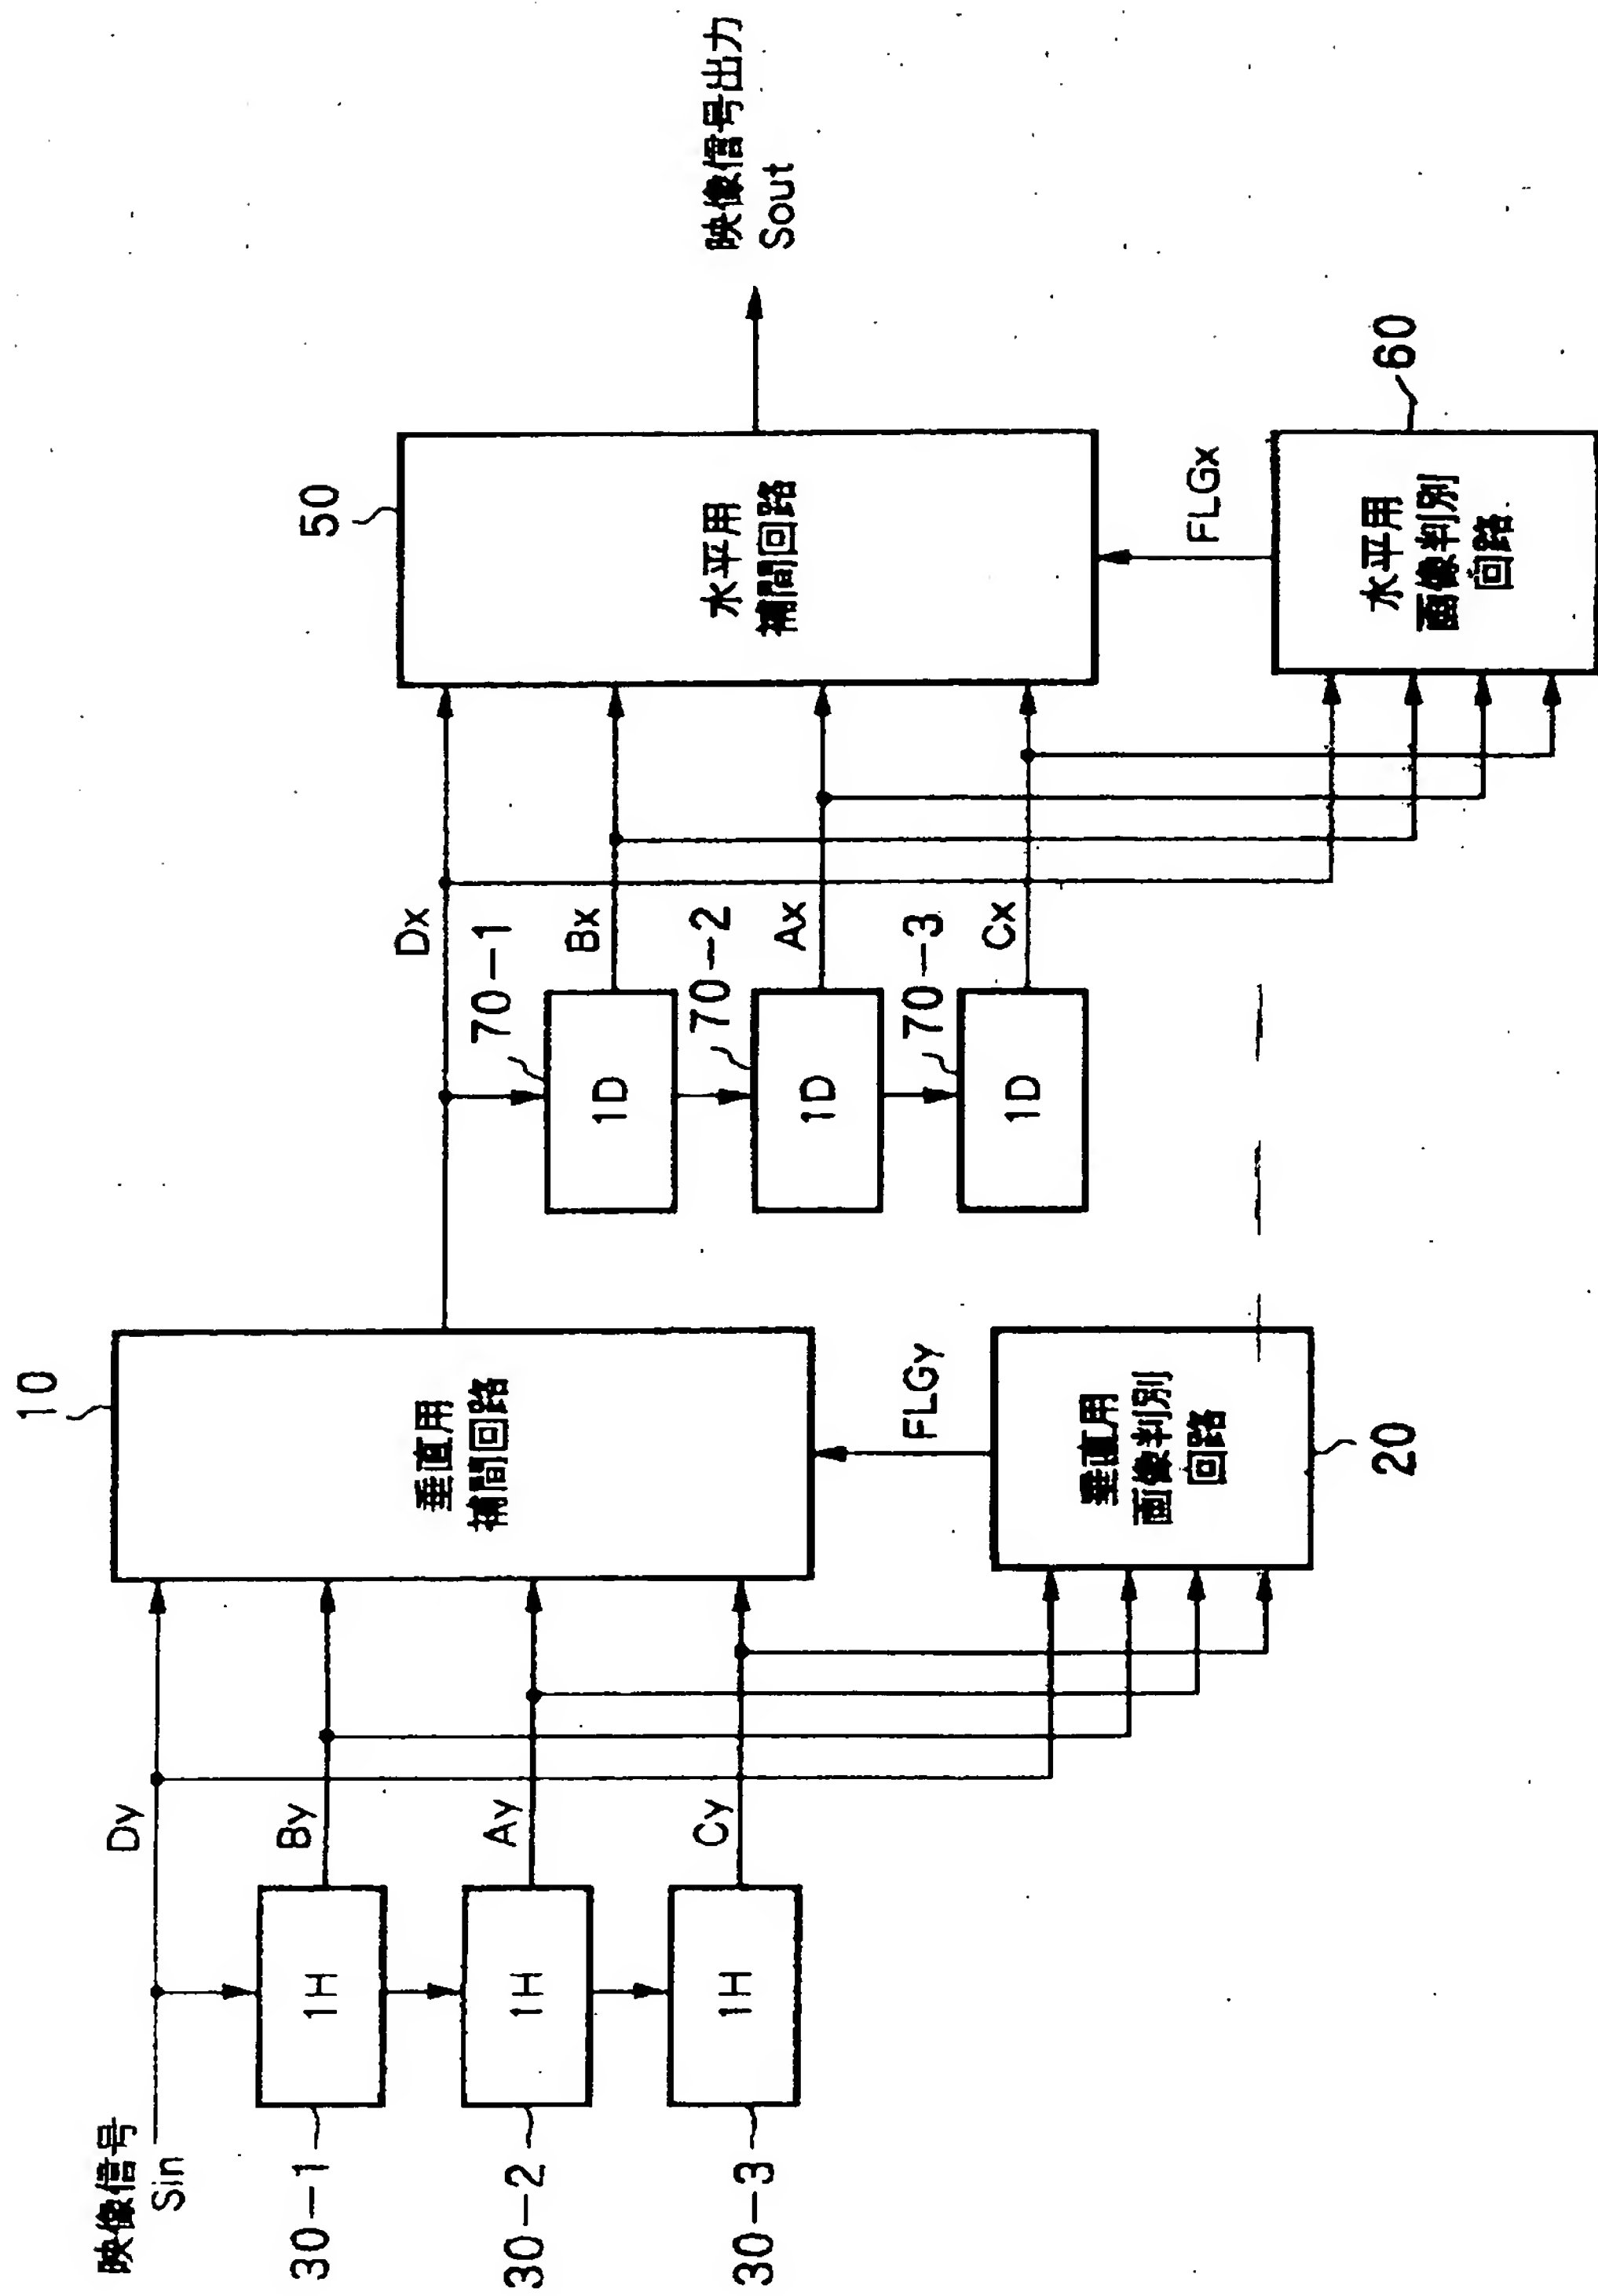 映像信号
Sin
Dy
By
Ay
Cy
1H
1H
1H
30-1
30-2
30-3
10
垂直用
補間回路
FLGy
垂直用
画像判別
回路
20
Dx
70-1
Bx
70-2
Ax
70-3
Cx
1D
1D
1D
50
水平用
補間回路
FLGx
水平用
画像判別
回路
60
映像信号出力
Sout